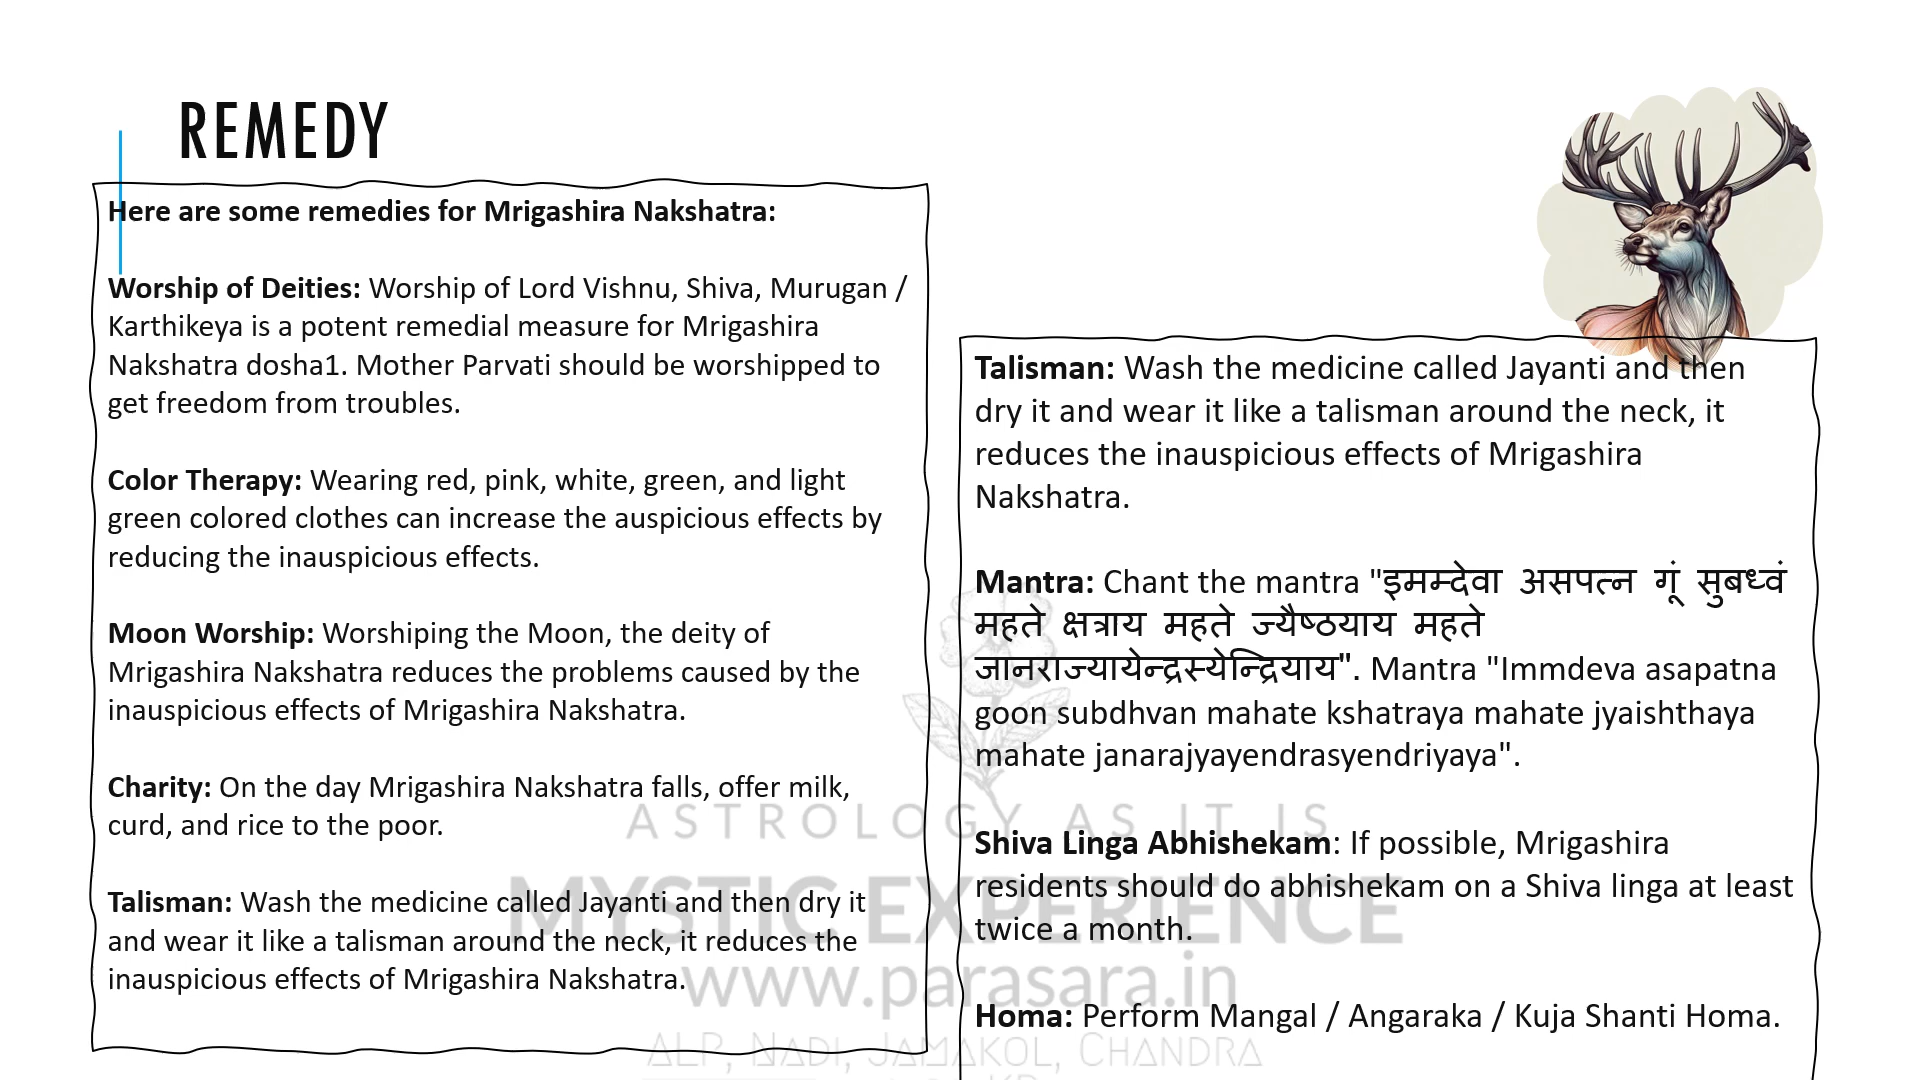 REMEDY
Here are some remedies for Mrigashira Nakshatra:
Worship of Deities: Worship of Lord Vishnu, Shiva, Murugan /
Karthikeya is a potent remedial measure for Mrigashira
Nakshatra dosha1. Mother Parvati should be worshipped to
get freedom from troubles.
Color Therapy: Wearing red, pink, white, green, and light
green colored clothes can increase the auspicious effects by
reducing the inauspicious effects.
Moon Worship: Worshiping the Moon, the deity of
Mrigashira Nakshatra reduces the problems caused by the
inauspicious effects of Mrigashira Nakshatra.
Charity: On the day Mrigashira Nakshatra falls, offer milk,
curd, and rice to the poor.
Talisman: Wash the medicine called Jayanti and then dry it
and wear it like a talisman around the neck, it reduces the
inauspicious effects of Mrigashira Nakshatra.
Talisman: Wash the medicine called Jayanti and then
dry it and wear it like a talisman around the neck, it
reduces the inauspicious effects of Mrigashira
Nakshatra.
Mantra: Chant the mantra "इमम्देवा असपत्न गूं सुबध्वं
महते क्षत्राय महते ज्यैष्ठयाय महते
जानराज्यायेन्द्रस्येन्द्रियाय". Mantra "Immdeva asapatna
goon subdhvan mahate kshatraya mahate jyaishthaya
mahate janarajyayendrasyendriyaya".
Shiva Linga Abhishekam: If possible, Mrigashira
residents should do abhishekam on a Shiva linga at least
twice a month.
Homa: Perform Mangal / Angaraka / Kuja Shanti Homa.
ASTROLOGY AS IT IS
MYSTIC EXPERIENCE
www.parasara.in
ALP, NADI, JAMAKOL, CHANDRA